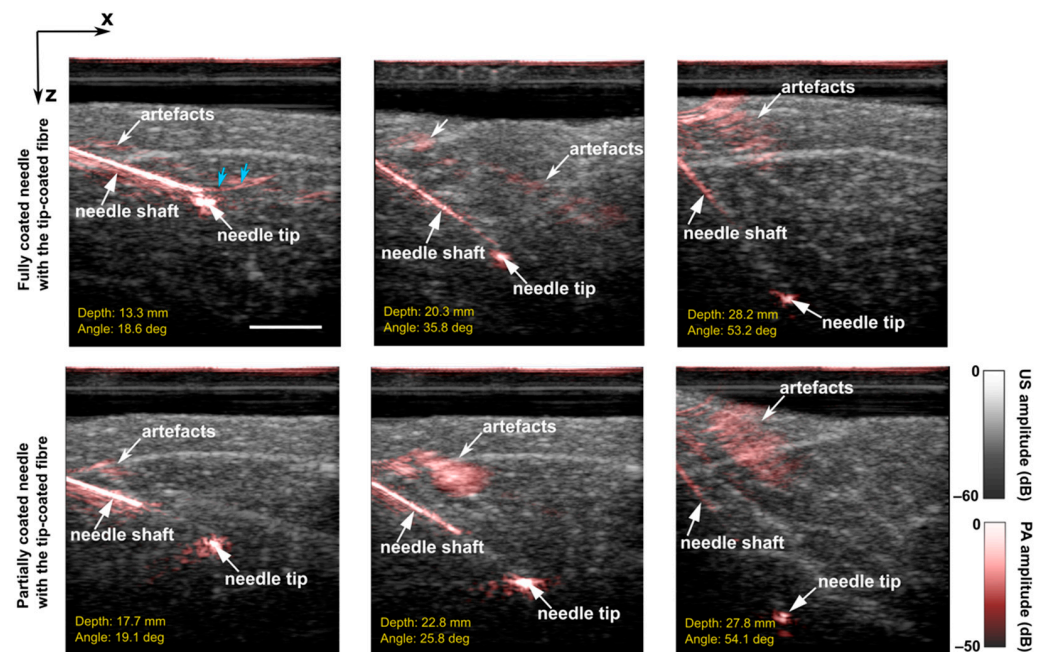 x
z
Fully coated needle
with the tip-coated fibre
artefacts
needle shaft
needle tip
Depth: 13.3 mm
Angle: 18.6 deg
artefacts
needle shaft
needle tip
Depth: 20.3 mm
Angle: 35.8 deg
artefacts
needle shaft
needle tip
Depth: 28.2 mm
Angle: 53.2 deg
Partially coated needle
with the tip-coated fibre
artefacts
needle shaft
needle tip
Depth: 17.7 mm
Angle: 19.1 deg
artefacts
needle shaft
needle tip
Depth: 22.8 mm
Angle: 25.8 deg
artefacts
needle shaft
needle tip
Depth: 27.8 mm
Angle: 54.1 deg
0
−60
US amplitude (dB)
0
−50
PA amplitude (dB)